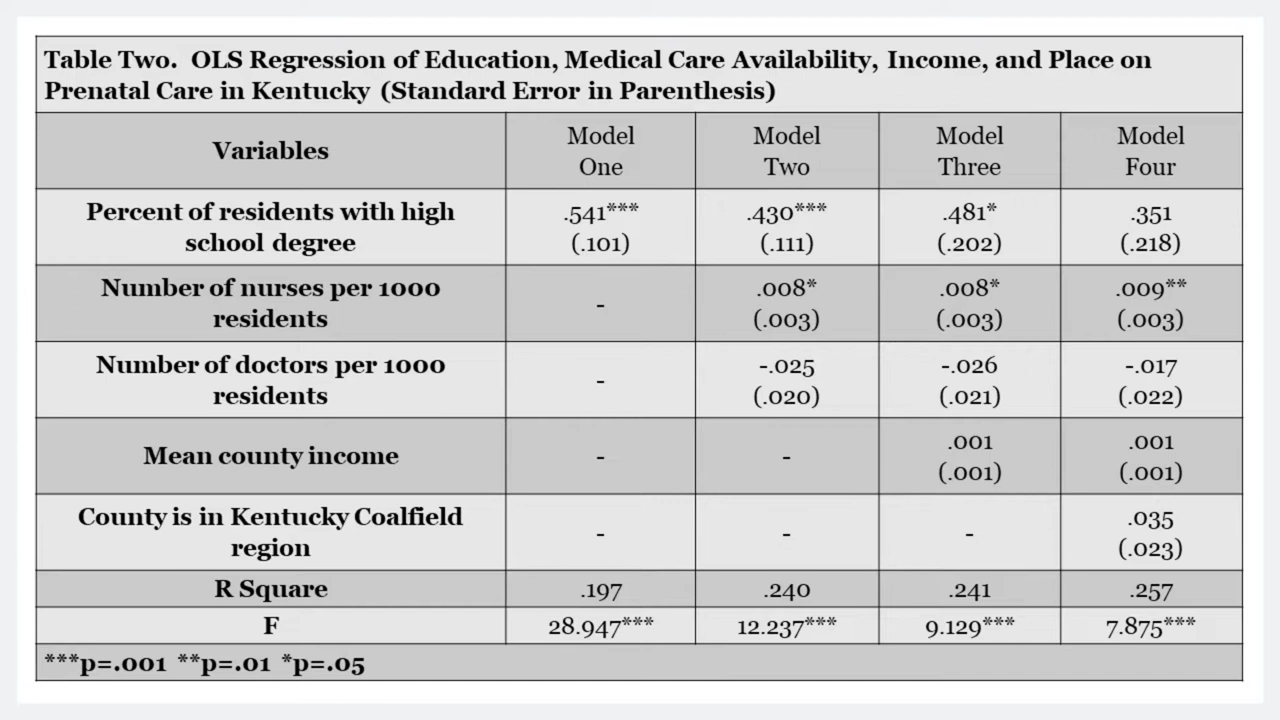 Table Two. OLS Regression of Education, Medical Care Availability, Income, and Place on
Prenatal Care in Kentucky (Standard Error in Parenthesis)
Variables
Model
One
Model
Two
Model
Three
Model
Four
Percent of residents with high
school degree
.541***
(.101)
.430***
(.111)
.481*
(.202)
.351
(.218)
Number of nurses per 1000
residents
-
.008*
(.003)
.008*
(.003)
.009**
(.003)
Number of doctors per 1000
residents
-
-.025
(.020)
-.026
(.021)
-.017
(.022)
Mean county income
-
-
.001
(.001)
.001
(.001)
County is in Kentucky Coalfield
region
-
-
-
.035
(.023)
R Square
.197
.240
.241
.257
F
28.947***
12.237***
9.129***
7.875***
***p=.001 **p=.01 *p=.05